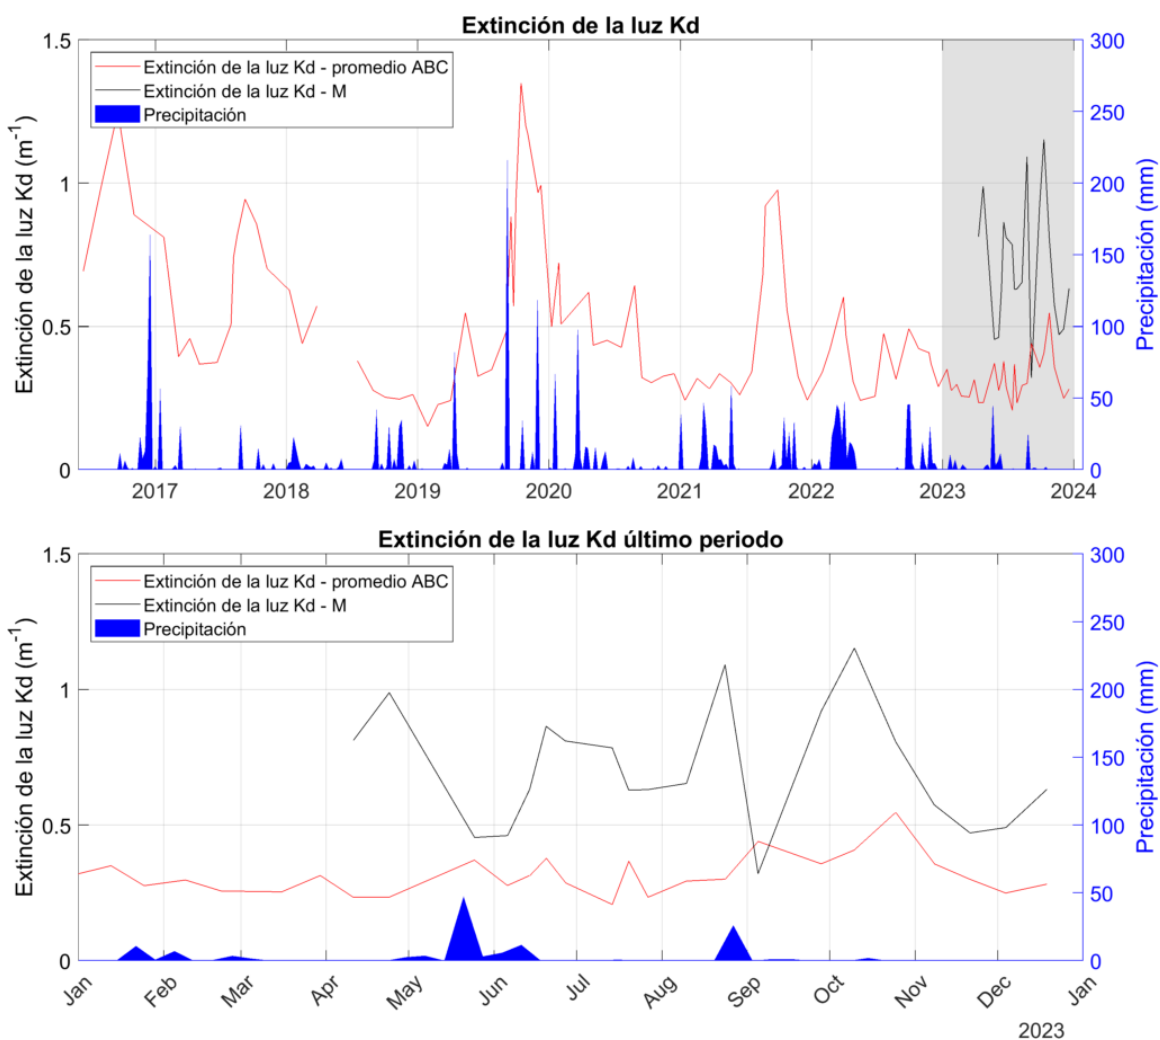 Extinción de la luz Kd
1.5
1
0.5
0
Extinción de la luz Kd (m-1)
Extinción de la luz Kd - promedio ABC
Extinción de la luz Kd - M
Precipitación
300
250
200
150
100
50
0
Precipitación (mm)
2017 2018 2019 2020 2021 2022 2023 2024
Extinción de la luz Kd último periodo
1.5
1
0.5
0
Extinción de la luz Kd (m-1)
Extinción de la luz Kd - promedio ABC
Extinción de la luz Kd - M
Precipitación
300
250
200
150
100
50
0
Precipitación (mm)
Jan Feb Mar Apr May Jun Jul Aug Sep Oct Nov Dec Jan
2023